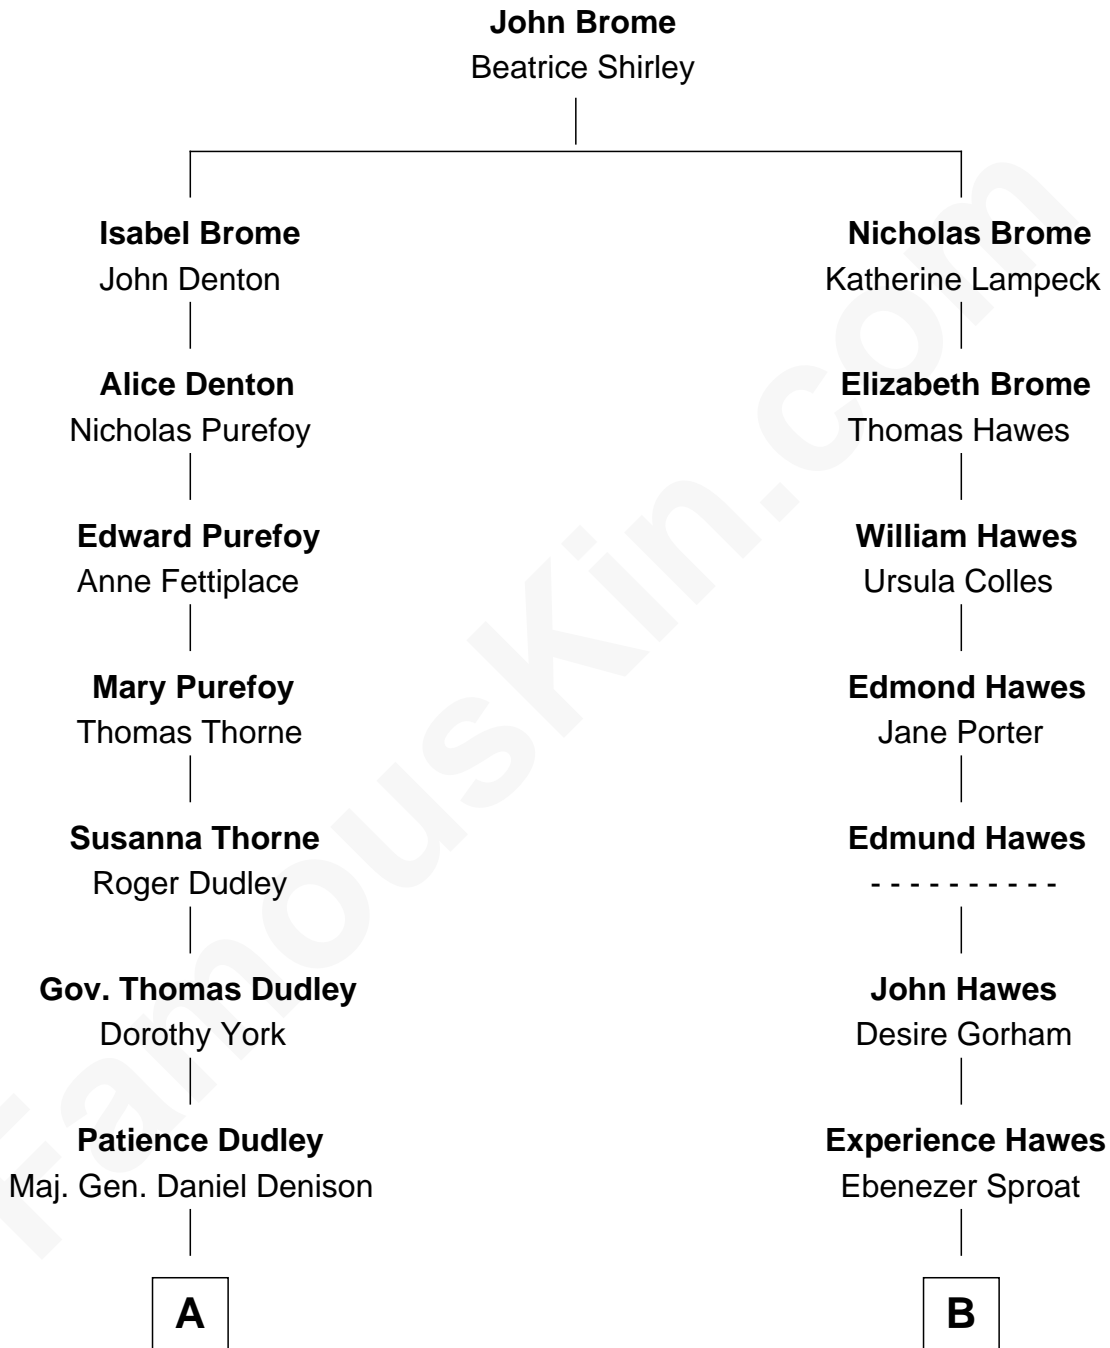 John Brome
Beatrice Shirley
Isabel Brome
John Denton
Nicholas Brome
Katherine Lampeck
Alice Denton
Nicholas Purefoy
Elizabeth Brome
Thomas Hawes
Edward Purefoy
Anne Fettiplace
William Hawes
Ursula Colles
Mary Purefoy
Thomas Thorne
Edmond Hawes
Jane Porter
Susanna Thorne
Roger Dudley
Edmund Hawes
- - - - - - - - - -
Gov. Thomas Dudley
Dorothy York
John Hawes
Desire Gorham
Patience Dudley
Maj. Gen. Daniel Denison
Experience Hawes
Ebenezer Sproat
A
B
FamousKin.com